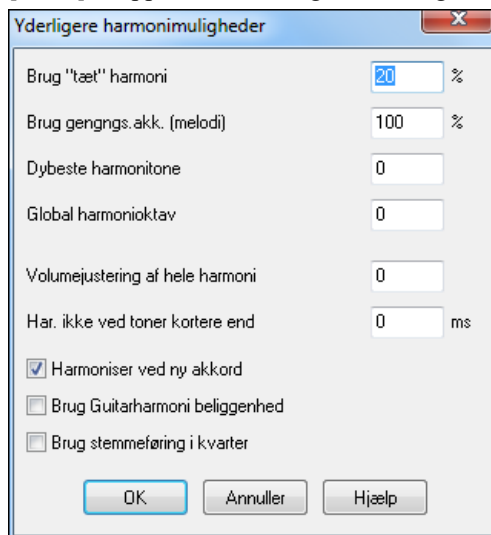 Yderligere harmonimuligheder
Brug "tæt" harmoni 20 %
Brug gengngs.akk. (melodi) 100 %
Dybeste harmonitone 0
Global harmonioktav 0
Volumejustering af hele harmoni 0
Har. ikke ved toner kortere end 0 ms
Harmoniser ved ny akkord
Brug Guitarharmoni beliggenhed
Brug stemmeføring i kvarter
OK Annuller Hjælp